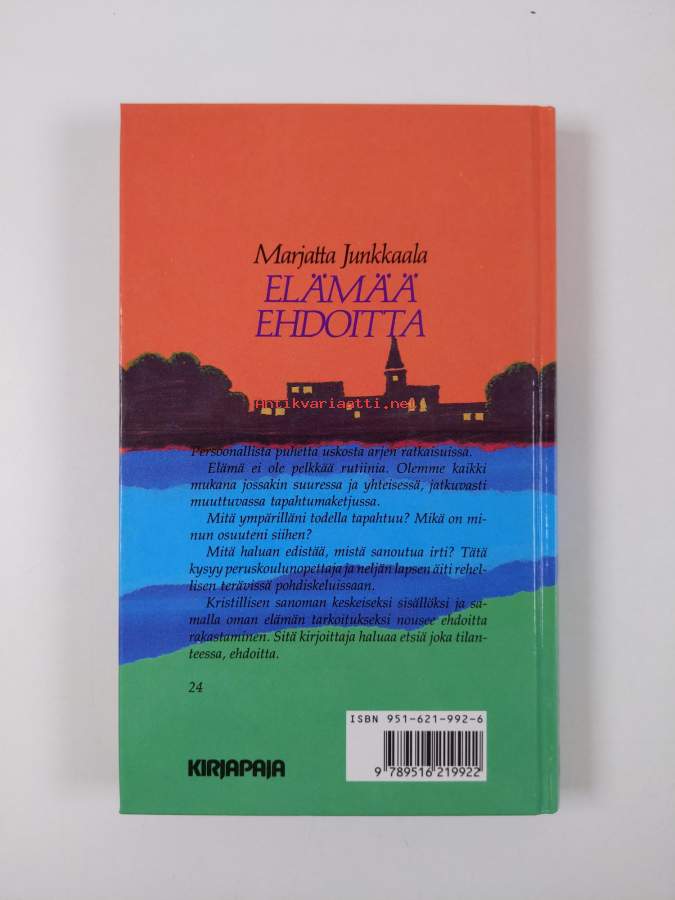 Marjatta Junkkaala
ELÄMÄÄ
EHDOITTA
Antikvariaatti.net
Persoonallista puhetta uskosta arjen ratkaisuissa.
Elämä ei ole pelkkää rutiinia. Olemme kaikki
mukana jossakin suuressa ja yhteisessä, jatkuvasti
muuttuvassa tapahtumaketjussa.
Mitä ympärilläni todella tapahtuu? Mikä on mi-
nun osuuteni siihen?
Mitä haluan edistää, mistä sanoutua irti? Tätä
kysyy peruskoulunopettaja ja neljän lapsen äiti rehel-
lisen terävissä pohdiskeluissaan.
Kristillisen sanoman keskeiseksi sisällöksi ja sa-
malla oman elämän tarkoitukseksi nousee ehdoitta
rakastaminen. Sitä kirjoittaja haluaa etsiä joka tilan-
teessa, ehdoitta.
24
ISBN 951-621-992-6
KIRJAPAJA
9 789516 219922